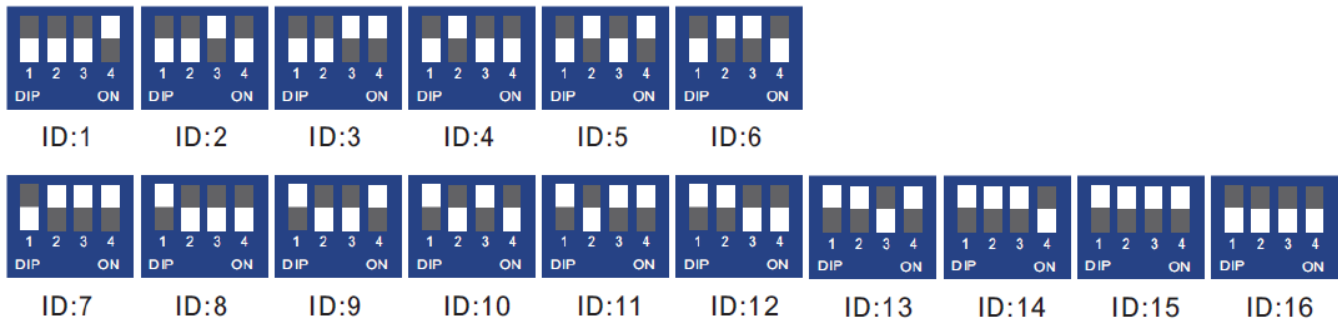 1 2 3 4 1 2 3 4 1 2 3 4 1 2 3 4 1 2 3 4 1 2 3 4
DIP ON DIP ON DIP ON DIP ON DIP ON DIP ON
ID:1 ID:2 ID:3 ID:4 ID:5 ID:6
1 2 3 4 1 2 3 4 1 2 3 4 1 2 3 4 1 2 3 4 1 2 3 4 1 2 3 4 1 2 3 4 1 2 3 4 1 2 3 4
DIP ON DIP ON DIP ON DIP ON DIP ON DIP ON DIP ON DIP ON DIP ON DIP ON
ID:7 ID:8 ID:9 ID:10 ID:11 ID:12 ID:13 ID:14 ID:15 ID:16